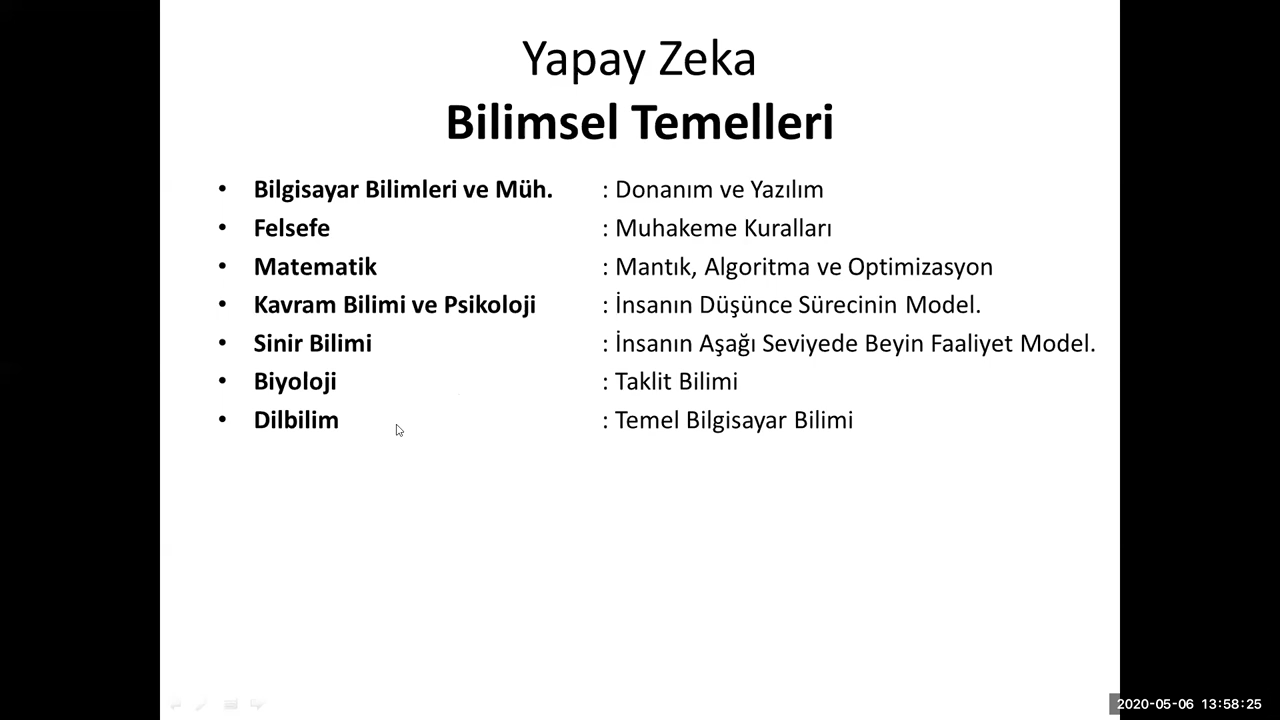 Yapay Zeka
Bilimsel Temelleri
• Bilgisayar Bilimleri ve Müh. : Donanım ve Yazılım
• Felsefe : Muhakeme Kuralları
• Matematik : Mantık, Algoritma ve Optimizasyon
• Kavram Bilimi ve Psikoloji : İnsanın Düşünce Sürecinin Model.
• Sinir Bilimi : İnsanın Aşağı Seviyede Beyin Faaliyet Model.
• Biyoloji : Taklit Bilimi
• Dilbilim : Temel Bilgisayar Bilimi
2020-05-06 13:58:25